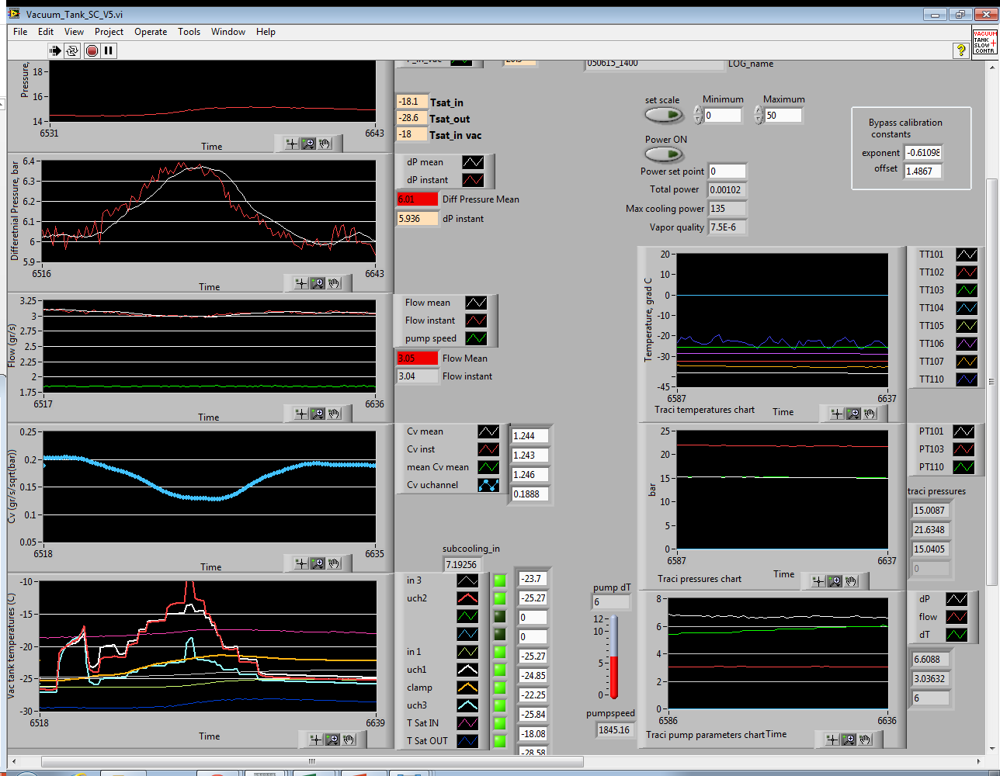 Vacuum_Tank_SC_V5.vi
File Edit View Project Operate Tools Window Help
VACUUM
TANK
SLOW
CONTR
050615_1400
LOG_name
Pressure,
18
16
14
6531
6643
Time
-18.1 Tsat_in
-28.6 Tsat_out
-18 Tsat_in vac
set scale
Minimum
0
Maximum
50
Power ON
Power set point 0
Total power 0.00102
Max cooling power 135
Vapor quality 7.5E-6
Bypass calibration
constants
exponent -0.61098
offset 1.4867
Differetnial Pressure, bar
6.4
6.3
6.2
6.1
6
5.9
6516
6643
Time
dP mean
dP instant
6.01 Diff Pressure Mean
5.936 dP instant
Flow (gr/s)
3.25
3
2.75
2.5
2.25
2
1.75
6517
6636
Time
Flow mean
Flow instant
pump speed
3.05 Flow Mean
3.04 Flow instant
Cv (gr/s/sqrt(bar))
0.25
0.2
0.15
0.1
0.05
6518
6635
Time
Cv mean 1.244
Cv inst 1.243
mean Cv mean 1.246
Cv uchannel 0.1888
subcooling_in
7.19256
Vac tank temperatures (C)
-10
-15
-20
-25
-30
6518
6639
Time
in 3 -23.7
uch2 -25.27
0
0
in 1 -25.27
uch1 -24.85
clamp -22.25
uch3 -25.84
T Sat IN -18.08
T Sat OUT -28.58
pump dT
6
12
10
5
0
pumpspeed
1845.16
Temperature, grad C
20
10
0
-10
-20
-30
-45
6587
6637
Traci temperatures chart
Time
TT101
TT102
TT103
TT104
TT105
TT106
TT107
TT110
bar
25
20
15
10
5
0
6587
6637
Traci pressures chart
Time
PT101
PT103
PT110
traci pressures
15.0087
21.6348
15.0405
0
8
6
4
2
0
6586
6636
Traci pump parameters chart Time
dP
flow
dT
6.6088
3.03632
6